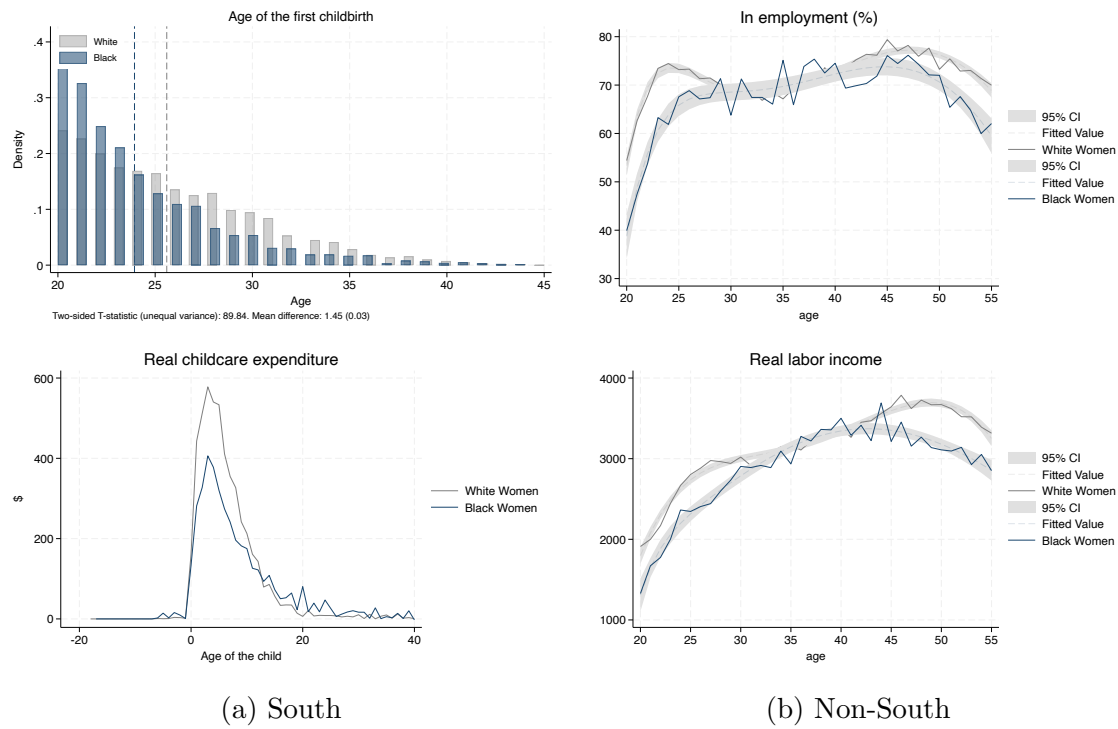 Age of the first childbirth
.4
.3
.2
.1
0
Density
White
Black
20 25 30 35 40 45
Age
Two-sided T-statistic (unequal variance): 89.84. Mean difference: 1.45 (0.03)
In employment (%)
80
70
60
50
40
30
20 25 30 35 40 45 50 55
age
95% CI
Fitted Value
White Women
95% CI
Fitted Value
Black Women
Real childcare expenditure
600
400
200
0
$
-20 0 20 40
Age of the child
White Women
Black Women
Real labor income
4000
3000
2000
1000
20 25 30 35 40 45 50 55
age
95% CI
Fitted Value
White Women
95% CI
Fitted Value
Black Women
(a) South
(b) Non-South